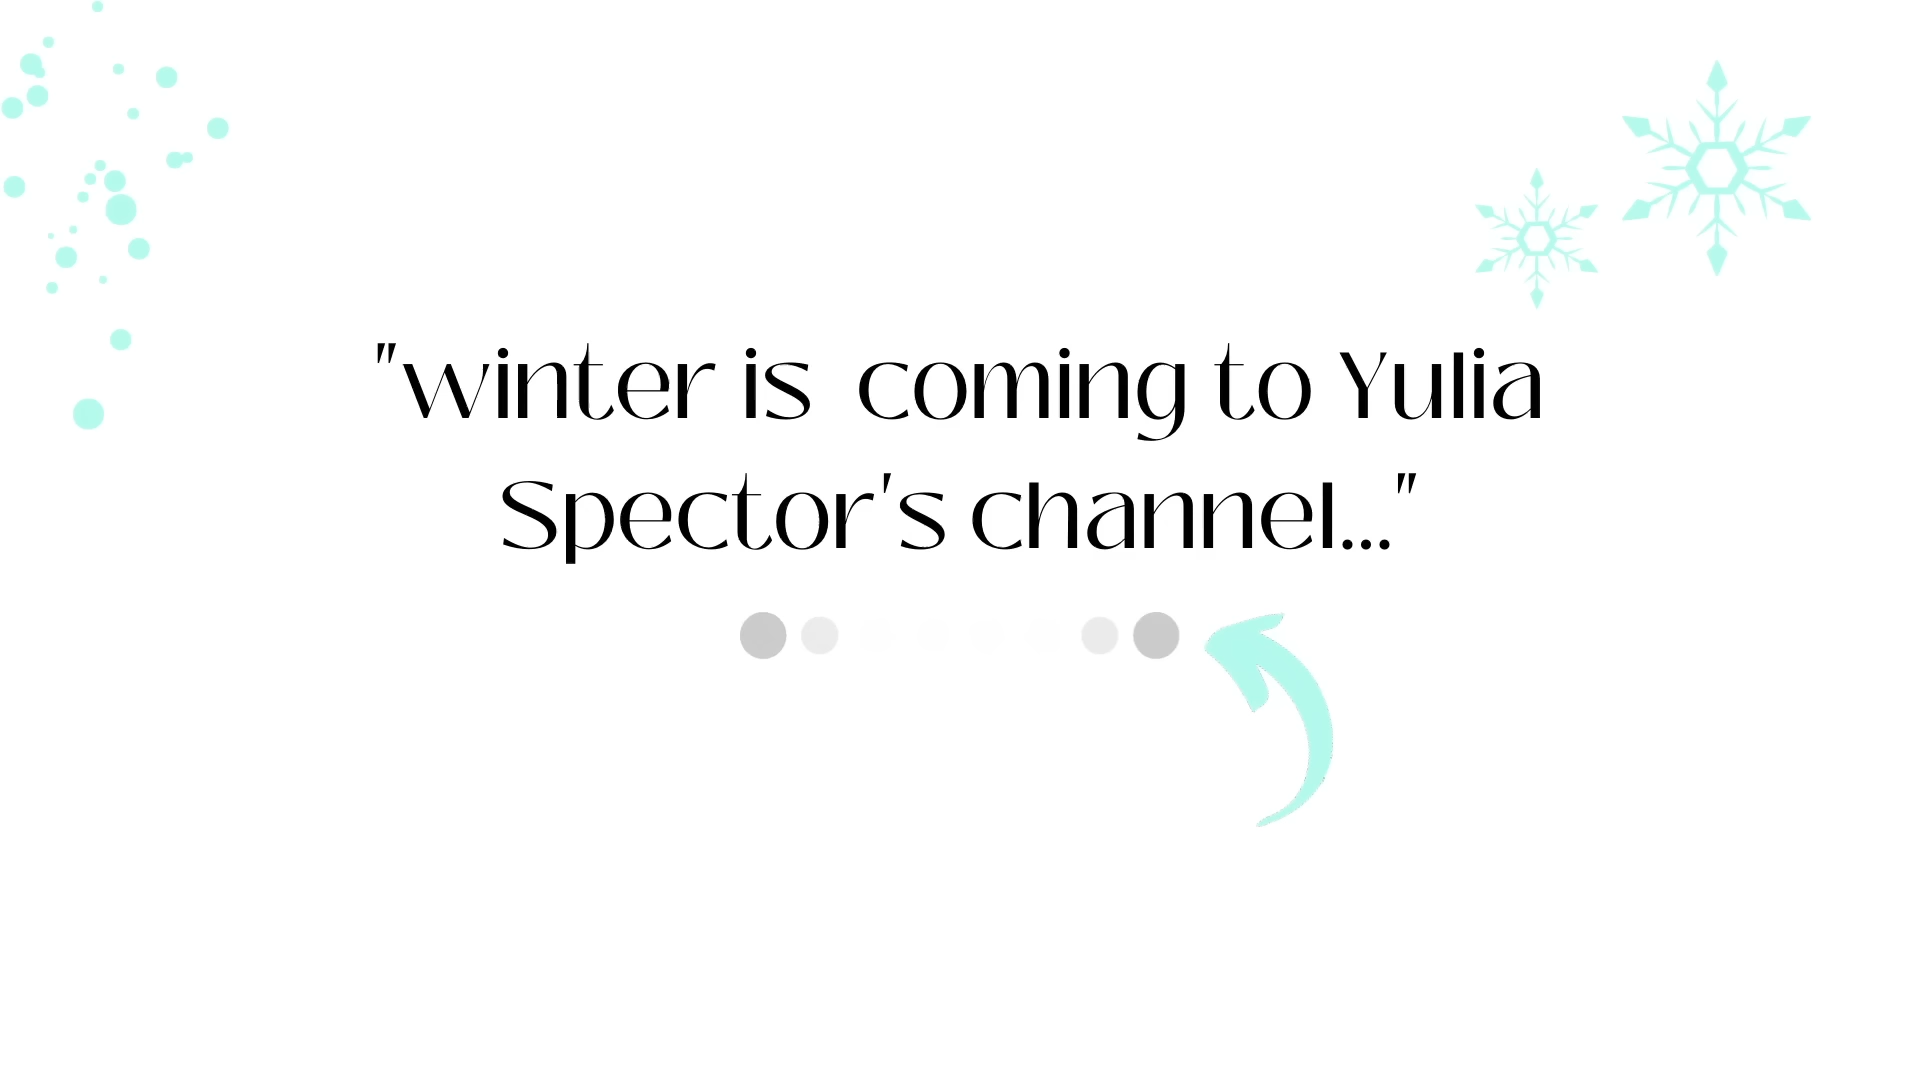 "winter is  coming to Yulia
Spector's channel..."